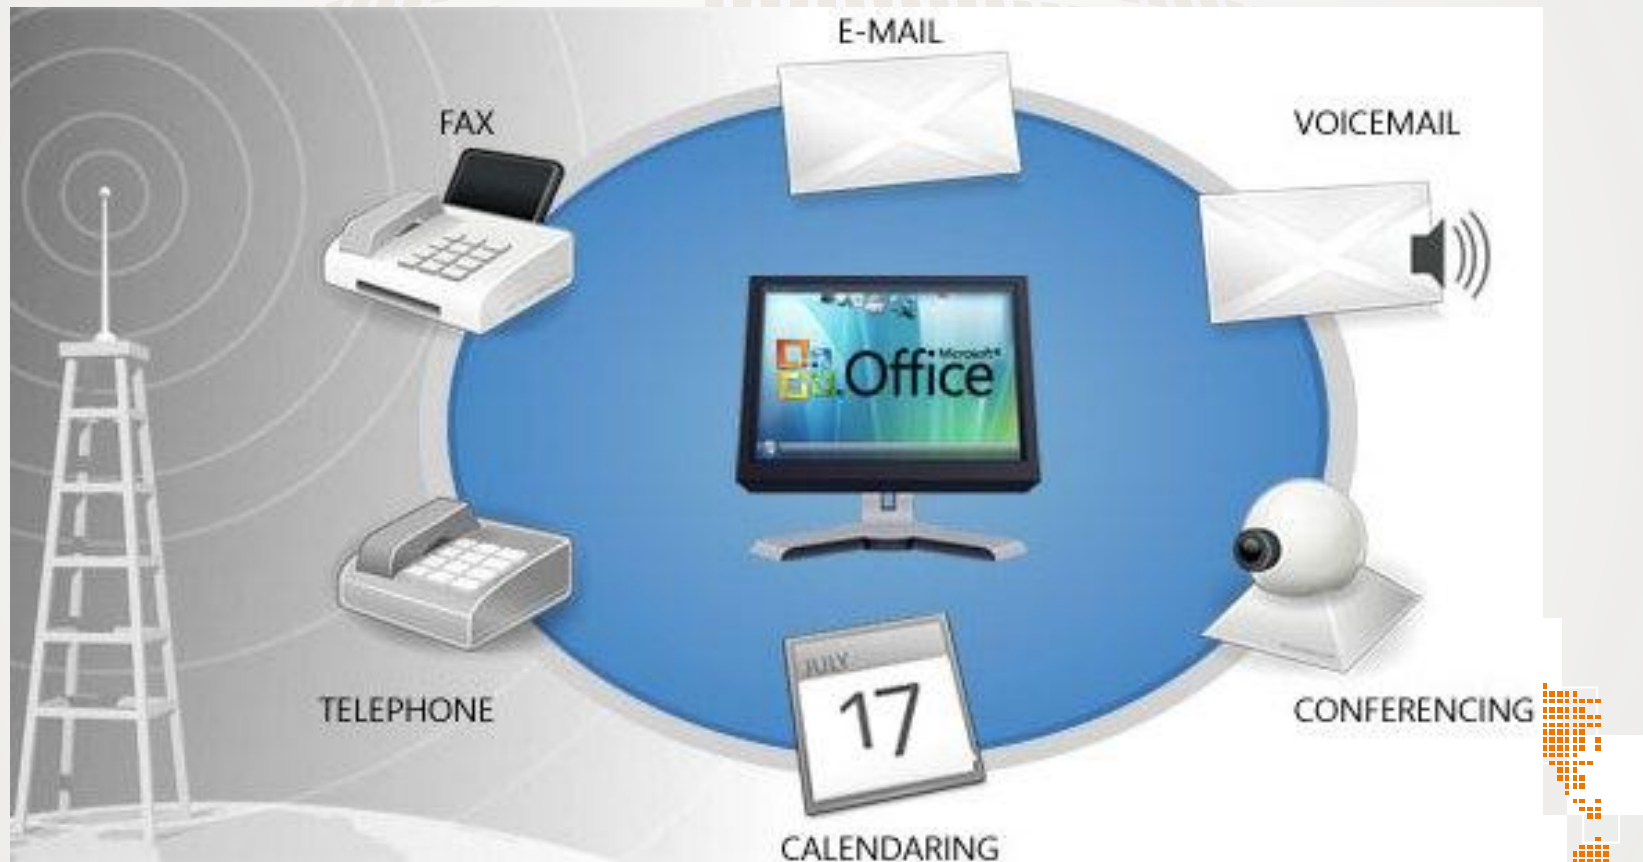 E-MAIL
FAX
VOICEMAIL
Microsoft®
Office
JULY
17
TELEPHONE
CONFERENCING
CALENDARING